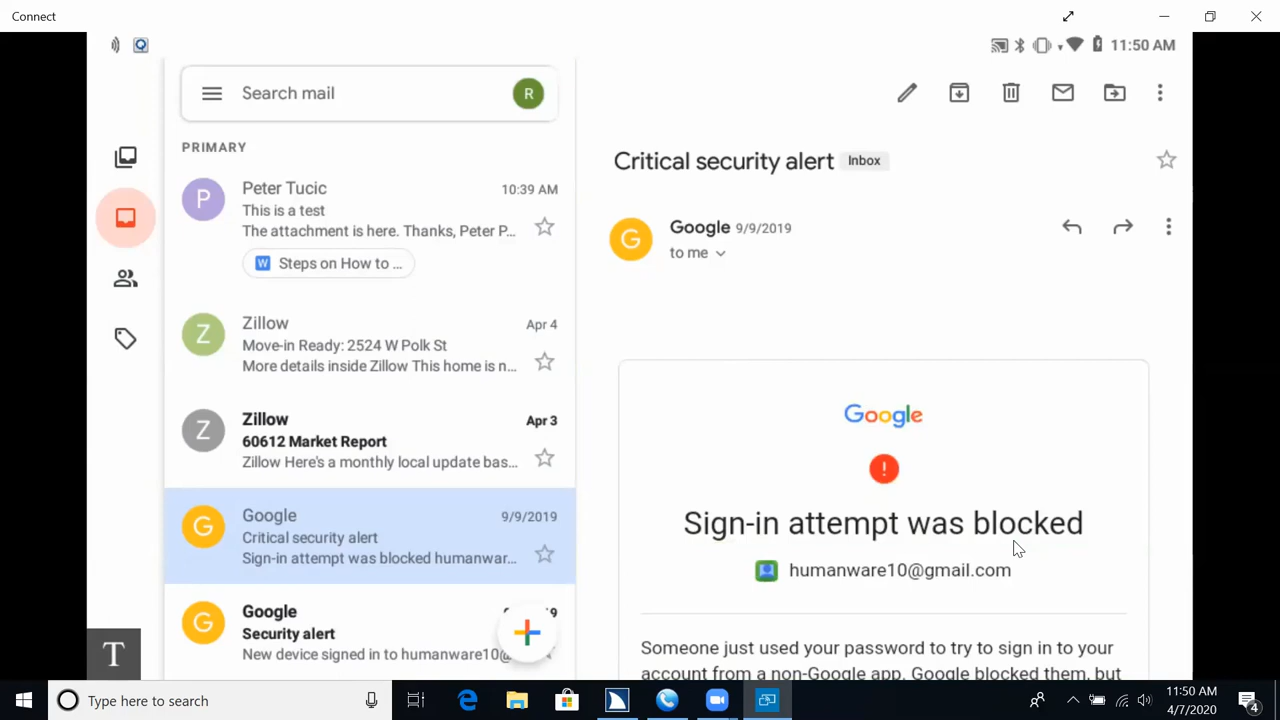 Connect
11:50 AM
Search mail
R
PRIMARY
P
Peter Tucic
10:39 AM
This is a test
The attachment is here. Thanks, Peter P...
W
Steps on How to ...
Z
Zillow
Apr 4
Move-in Ready: 2524 W Polk St
More details inside Zillow This home is n...
Z
Zillow
Apr 3
60612 Market Report
Zillow Here's a monthly local update bas...
G
Google
9/9/2019
Critical security alert
Sign-in attempt was blocked humanwar...
G
Google
Security alert
New device signed in to humanware10@
T
Critical security alert
Inbox
G
Google 9/9/2019
to me
Google
!
Sign-in attempt was blocked
humanware10@gmail.com
Someone just used your password to try to sign in to your
account from a non-Google app. Google blocked them, but
Type here to search
11:50 AM
4/7/2020
4